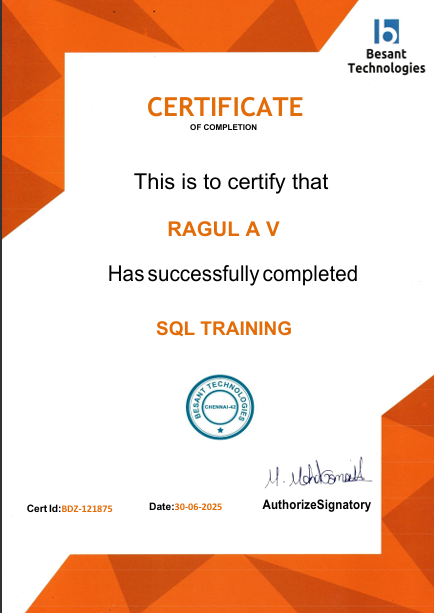 Besant
Technologies
CERTIFICATE
OF COMPLETION
This is to certify that
RAGUL A V
Has successfully completed
SQL TRAINING
BESANT TECHNOLOGIES
CHENNAI-42
AuthorizeSignatory
Cert Id:BDZ-121875
Date:30-06-2025